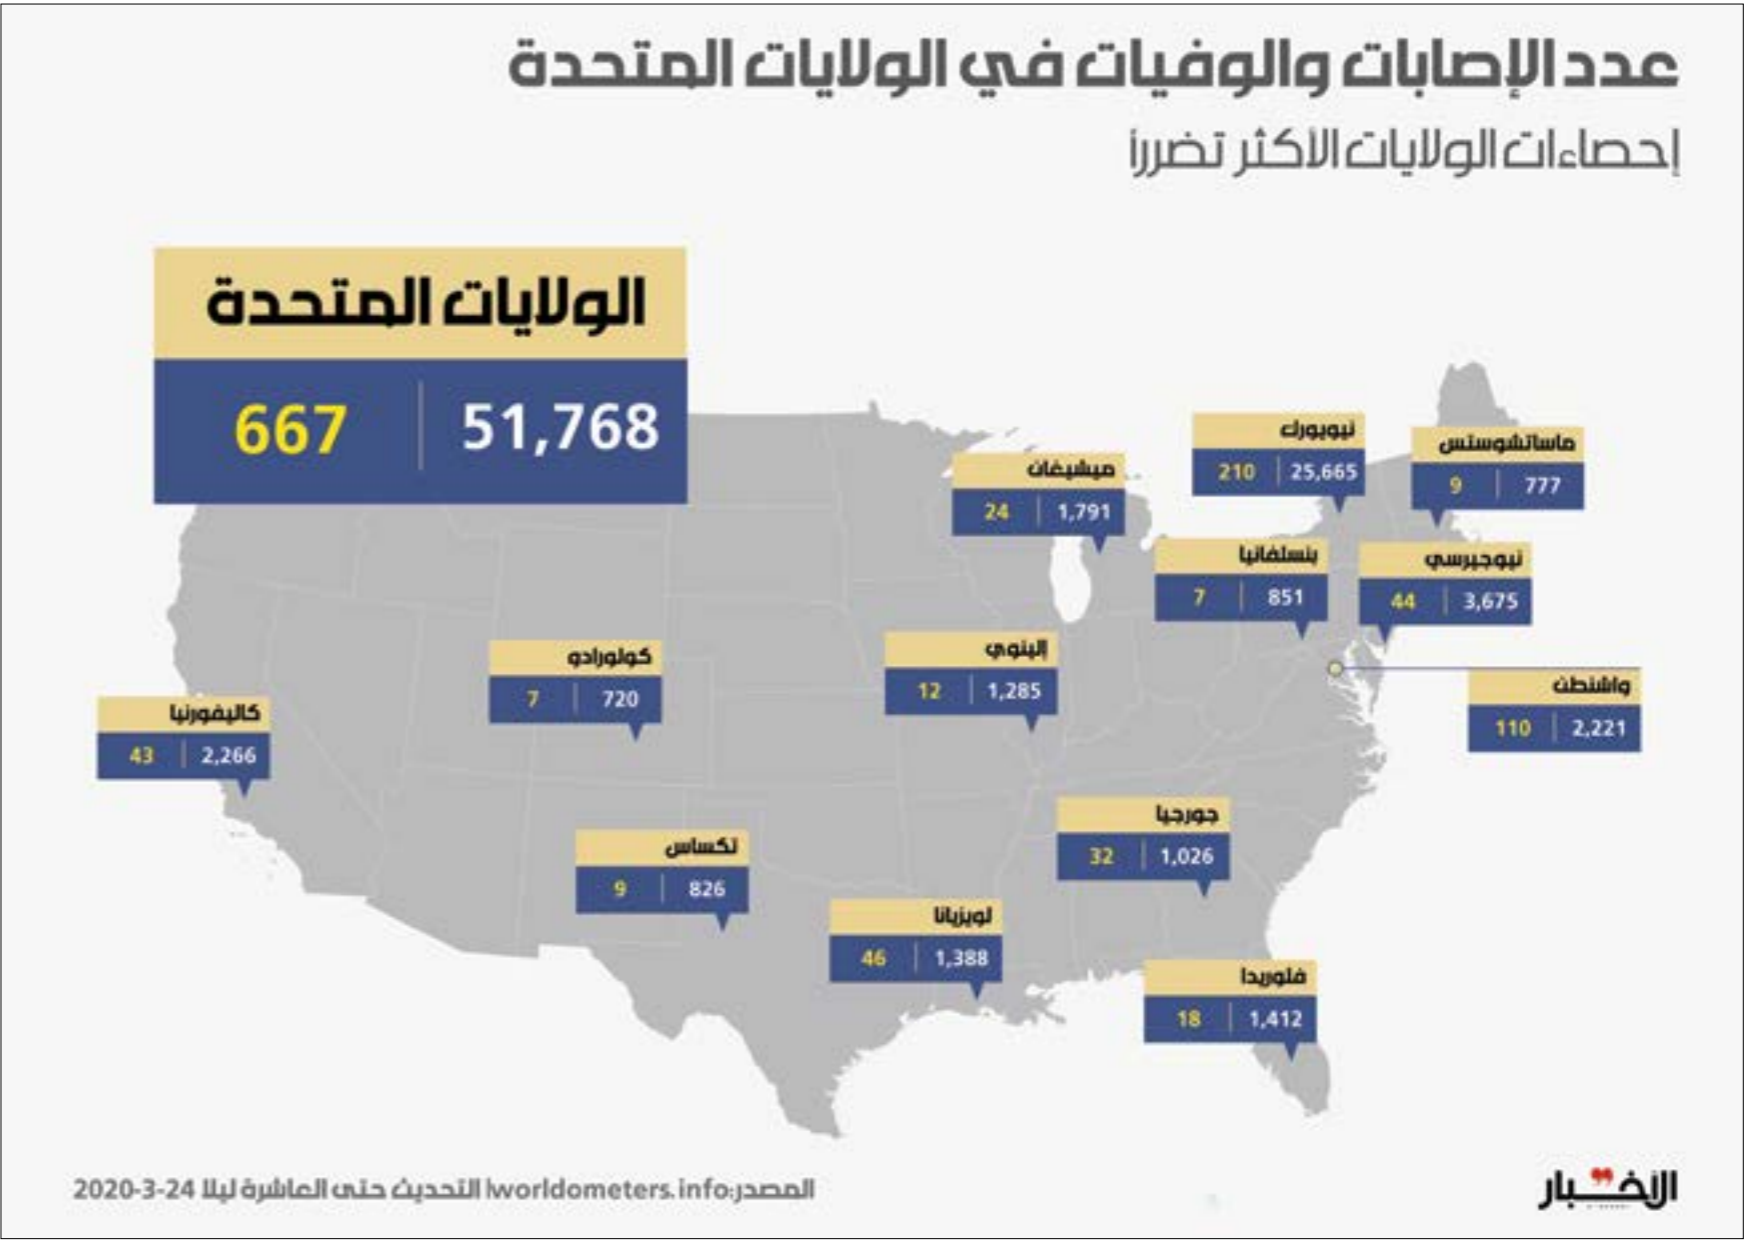 عدد الإصابات والوفيات في الولايات المتحدة
إحصاءات الولايات الأكثر تضرراً
الولايات المتحدة
51,768 667
ماساتشوستس
777 9
نيويورك
25,665 210
ميشيغان
1,791 24
نيوجيرسي
3,675 44
بنسلفانيا
851 7
إلينوي
1,285 12
كولورادو
720 7
واشنطن
2,221 110
كاليفورنيا
2,266 43
جورجيا
1,026 32
تكساس
826 9
لويزيانا
1,388 46
فلوريدا
1,412 18
الأخبار
المصدر:worldometers.info| التحديث حتى العاشرة ليلا 24-3-2020